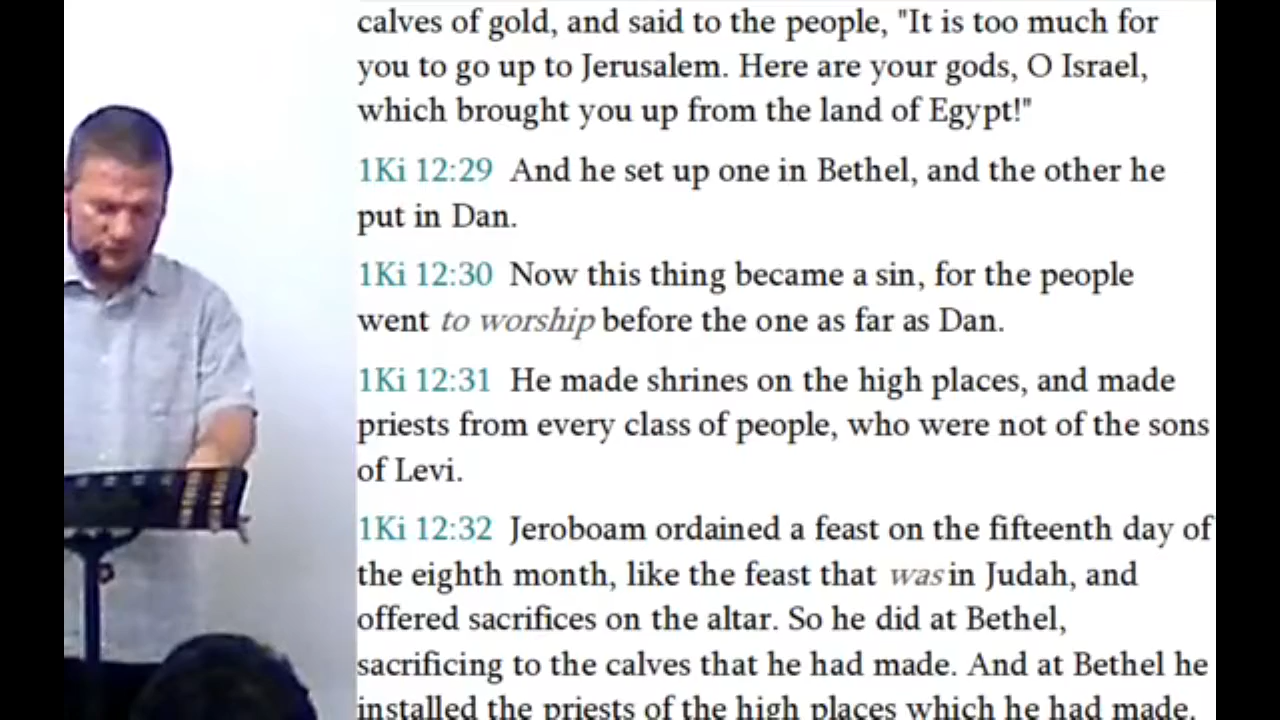 calves of gold, and said to the people, "It is too much for
you to go up to Jerusalem. Here are your gods, O Israel,
which brought you up from the land of Egypt!"
1Ki 12:29 And he set up one in Bethel, and the other he
put in Dan.
1Ki 12:30 Now this thing became a sin, for the people
went to worship before the one as far as Dan.
1Ki 12:31 He made shrines on the high places, and made
priests from every class of people, who were not of the sons
of Levi.
1Ki 12:32 Jeroboam ordained a feast on the fifteenth day of
the eighth month, like the feast that was in Judah, and
offered sacrifices on the altar. So he did at Bethel,
sacrificing to the calves that he had made. And at Bethel he
installed the priests of the high places which he had made.